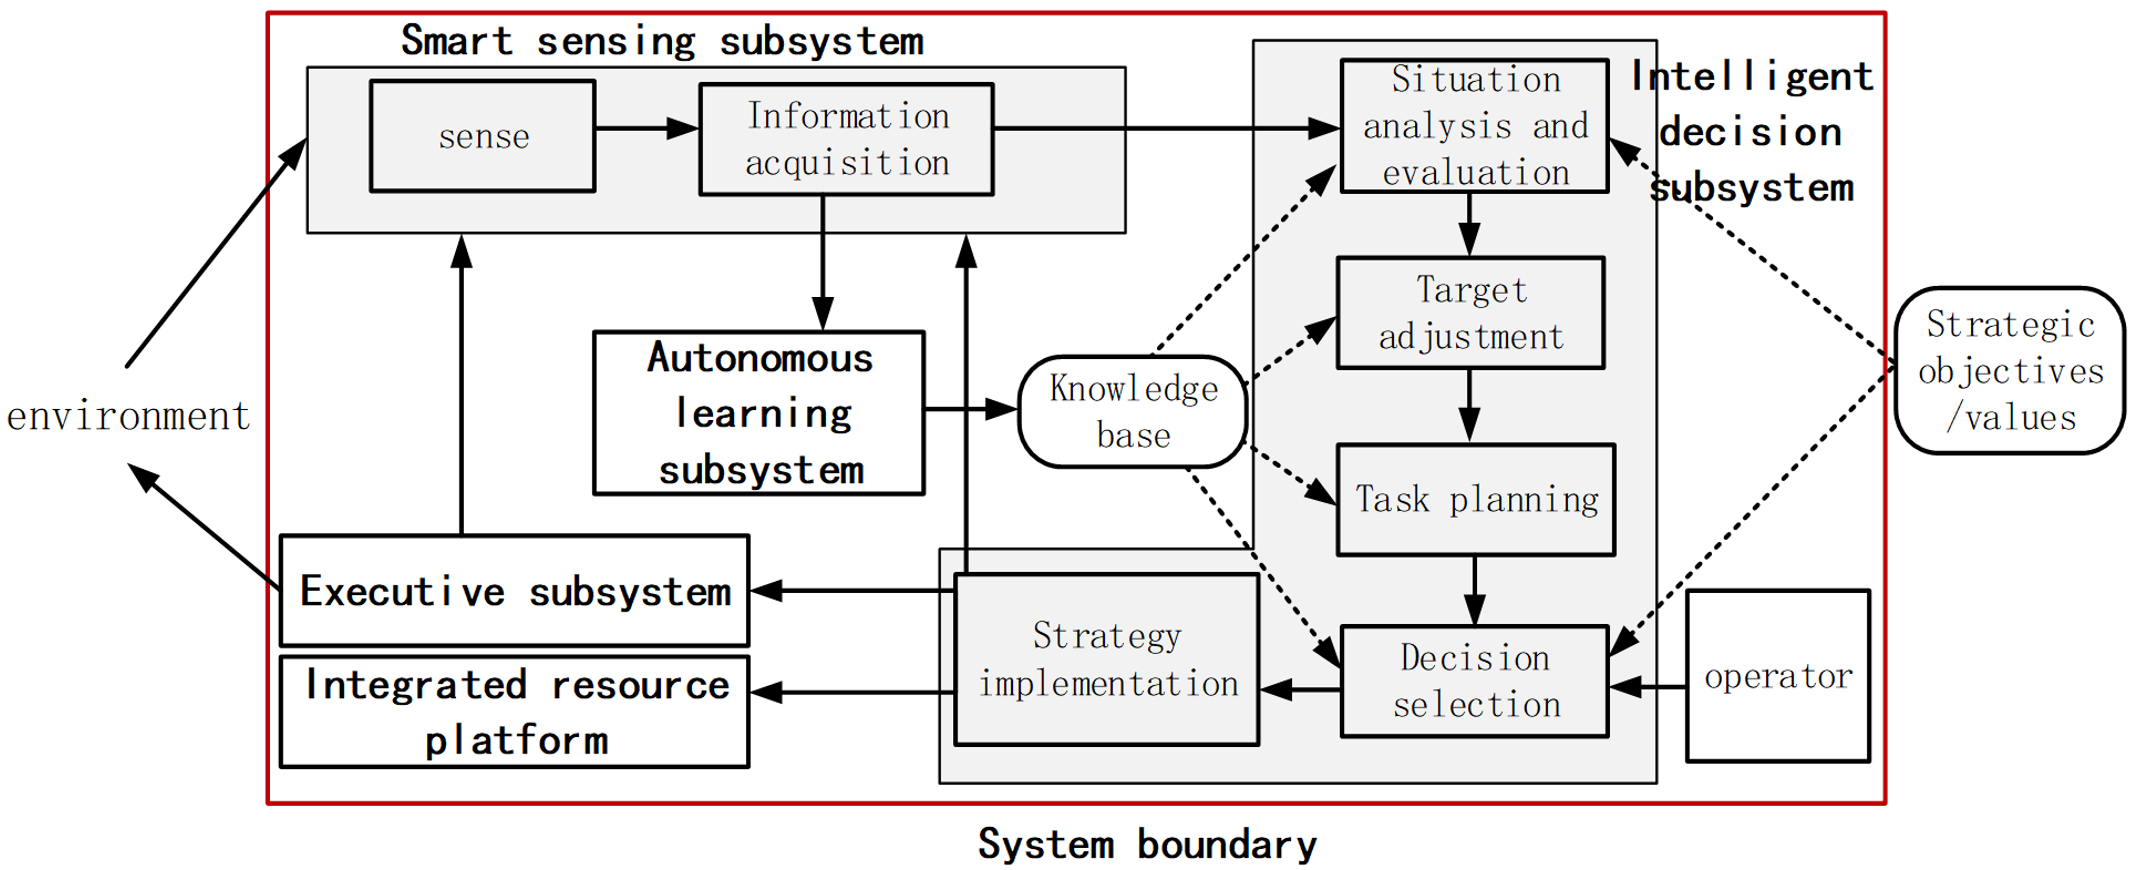 Smart sensing subsystem
sense
Information
acquisition
Situation
analysis and
evaluation
Intelligent
decision
subsystem
Target
adjustment
Strategic
objectives
/values
Autonomous
learning
subsystem
Knowledge
base
environment
Task planning
Executive subsystem
Strategy
implementation
Decision
selection
operator
Integrated resource
platform
System boundary